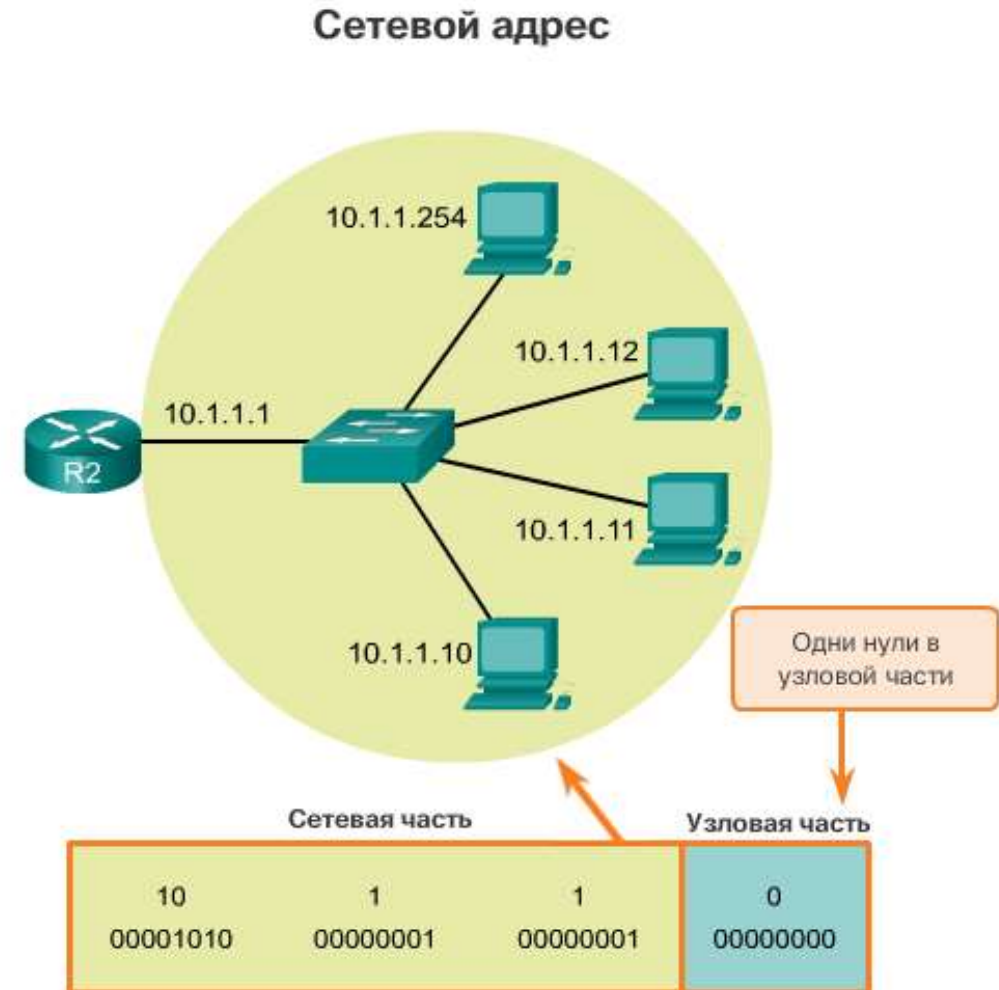 Сетевой адрес
10.1.1.254
10.1.1.12
10.1.1.1
R2
10.1.1.11
10.1.1.10
Одни нули в
узловой части
Сетевая часть
Узловая часть
10 1 1 0
00001010 00000001 00000001 00000000